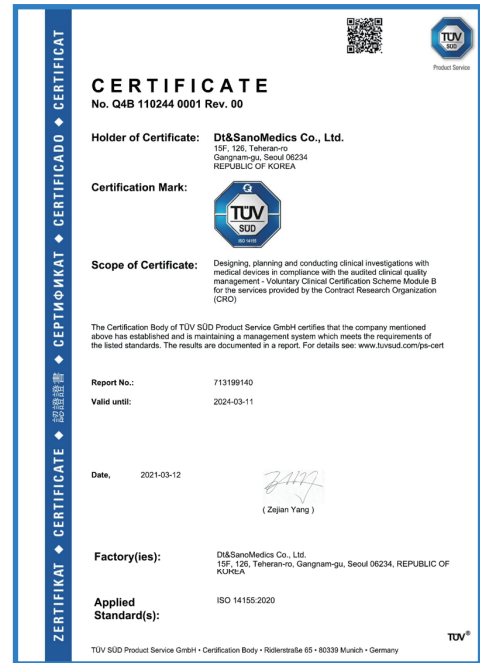 TÜV
SÜD
Product Service
CERTIFICATE
No. Q4B 110244 0001 Rev. 00
Holder of Certificate: Dt&SanoMedics Co., Ltd.
15F, 126, Teheran-ro
Gangnam-gu, Seoul 06234
REPUBLIC OF KOREA
Certification Mark:
TÜV
SÜD
ISO 14155
Scope of Certificate: Designing, planning and conducting clinical investigations with
medical devices in compliance with the audited clinical quality
management - Voluntary Clinical Certification Scheme Module B
for the services provided by the Contract Research Organization
(CRO)
The Certification Body of TÜV SÜD Product Service GmbH certifies that the company mentioned
above has established and is maintaining a management system which meets the requirements of
the listed standards. The results are documented in a report. For details see: www.tuvsud.com/ps-cert
Report No.: 713199140
Valid until: 2024-03-11
Date, 2021-03-12
( Zejian Yang )
Factory(ies): Dt&SanoMedics Co., Ltd.
15F, 126, Teheran-ro, Gangnam-gu, Seoul 06234, REPUBLIC OF
KOREA
Applied ISO 14155:2020
Standard(s):
TÜV SÜD Product Service GmbH • Certification Body • Ridlerstraße 65 • 80339 Munich • Germany
TÜV®
ZERTIFIKAT ◆ CERTIFICATE ◆ 認證證書 ◆ СЕРТИФИКАТ ◆ CERTIFICADO ◆ CERTIFICAT